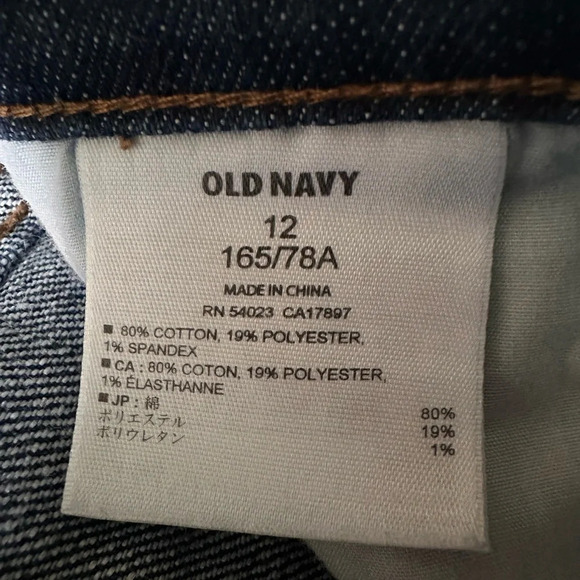 OLD NAVY
12
165/78A
MADE IN CHINA
RN 54023 CA17897
■ 80% COTTON, 19% POLYESTER,
1% SPANDEX
■ CA : 80% COTON, 19% POLYESTER,
1% ÉLASTHANNE
■ JP : 綿 80%
ポリエステル 19%
ポリウレタン 1%